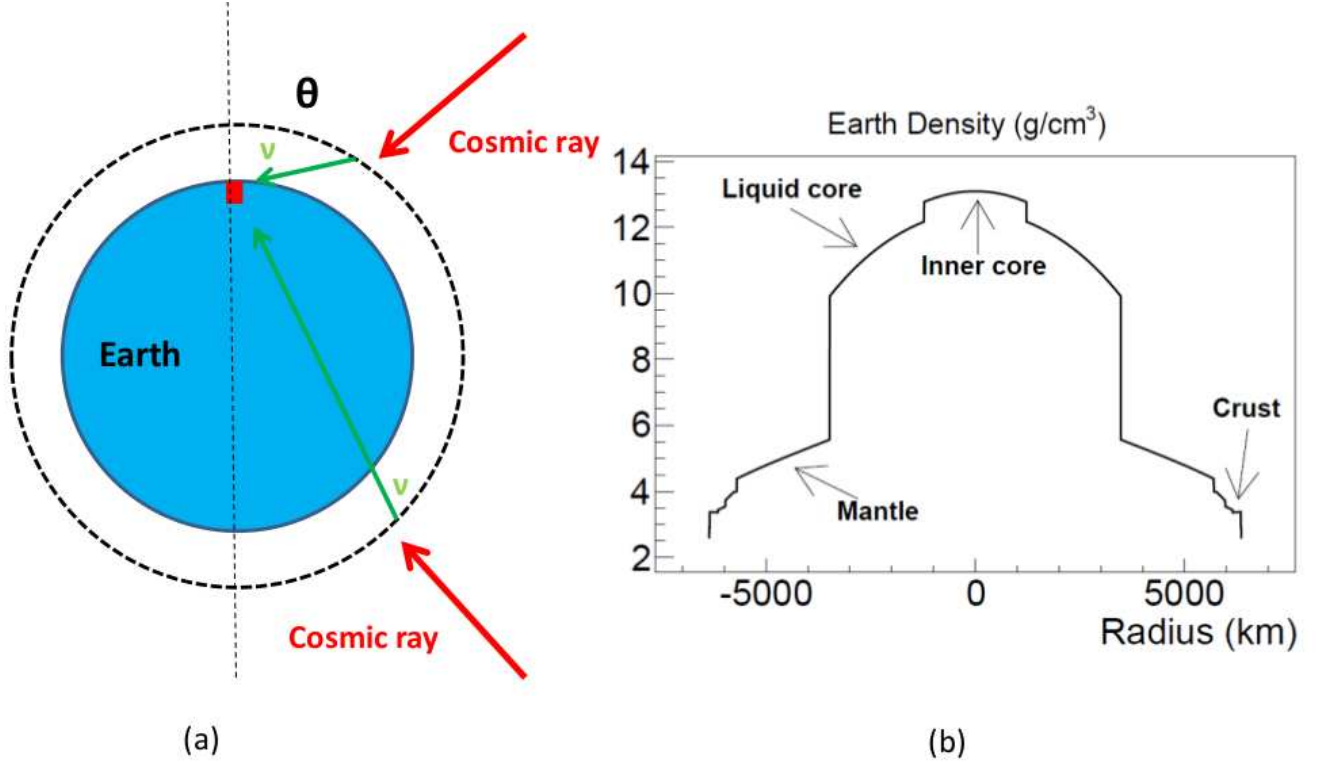 θ
Cosmic ray
ν
Earth
ν
Cosmic ray
(a)
Earth Density (g/cm³)
14
12
10
8
6
4
2
Liquid core
Inner core
Crust
Mantle
-5000
0
5000
Radius (km)
(b)